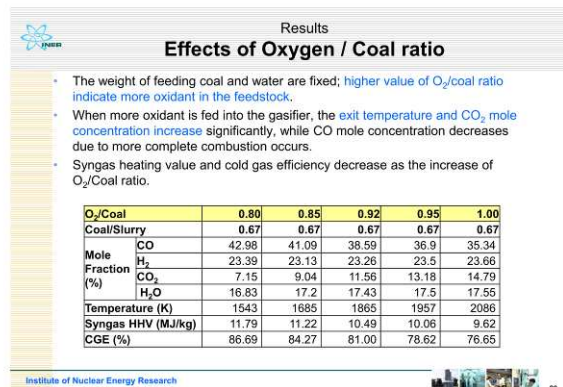 INER
Results
Effects of Oxygen / Coal ratio
• The weight of feeding coal and water are fixed; higher value of O₂/coal ratio
indicate more oxidant in the feedstock.
• When more oxidant is fed into the gasifier, the exit temperature and CO₂ mole
concentration increase significantly, while CO mole concentration decreases
due to more complete combustion occurs.
• Syngas heating value and cold gas efficiency decrease as the increase of
O₂/Coal ratio.
O₂/Coal 0.80 0.85 0.92 0.95 1.00
Coal/Slurry 0.67 0.67 0.67 0.67 0.67
Mole Fraction (%)
CO 42.98 41.09 38.59 36.9 35.34
H₂ 23.39 23.13 23.26 23.5 23.66
CO₂ 7.15 9.04 11.56 13.18 14.79
H₂O 16.83 17.2 17.43 17.5 17.55
Temperature (K) 1543 1685 1865 1957 2086
Syngas HHV (MJ/kg) 11.79 11.22 10.49 10.06 9.62
CGE (%) 86.69 84.27 81.00 78.62 76.65
Institute of Nuclear Energy Research